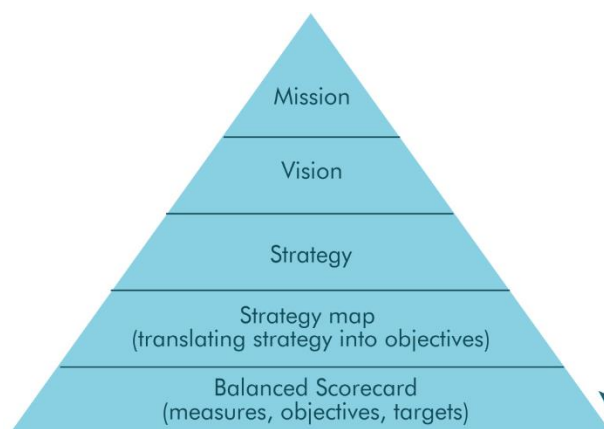 Mission
Vision
Strategy
Strategy map
(translating strategy into objectives)
Balanced Scorecard
(measures, objectives, targets)